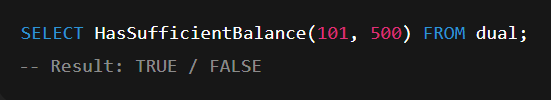 SELECT HasSufficientBalance(101, 500) FROM dual;
-- Result: TRUE / FALSE